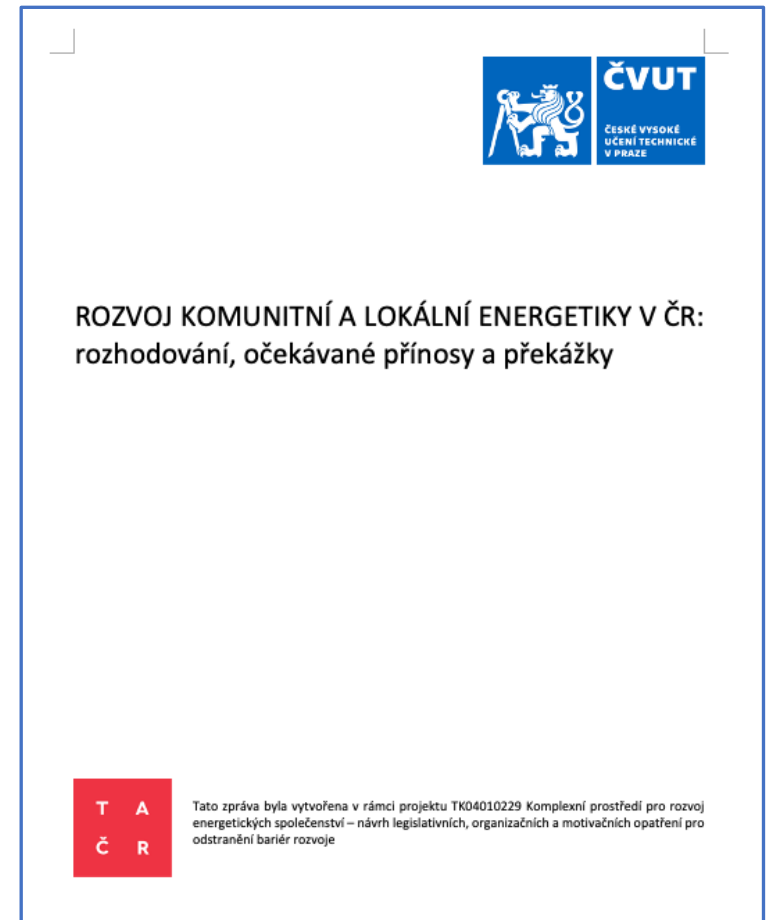 ČVUT
ČESKÉ VYSOKÉ
UČENÍ TECHNICKÉ
V PRAZE
ROZVOJ KOMUNITNÍ A LOKÁLNÍ ENERGETIKY V ČR:
rozhodování, očekávané přínosy a překážky
T A
Č R
Tato zpráva byla vytvořena v rámci projektu TK04010229 Komplexní prostředí pro rozvoj
energetických společenství – návrh legislativních, organizačních a motivačních opatření pro
odstranění bariér rozvoje